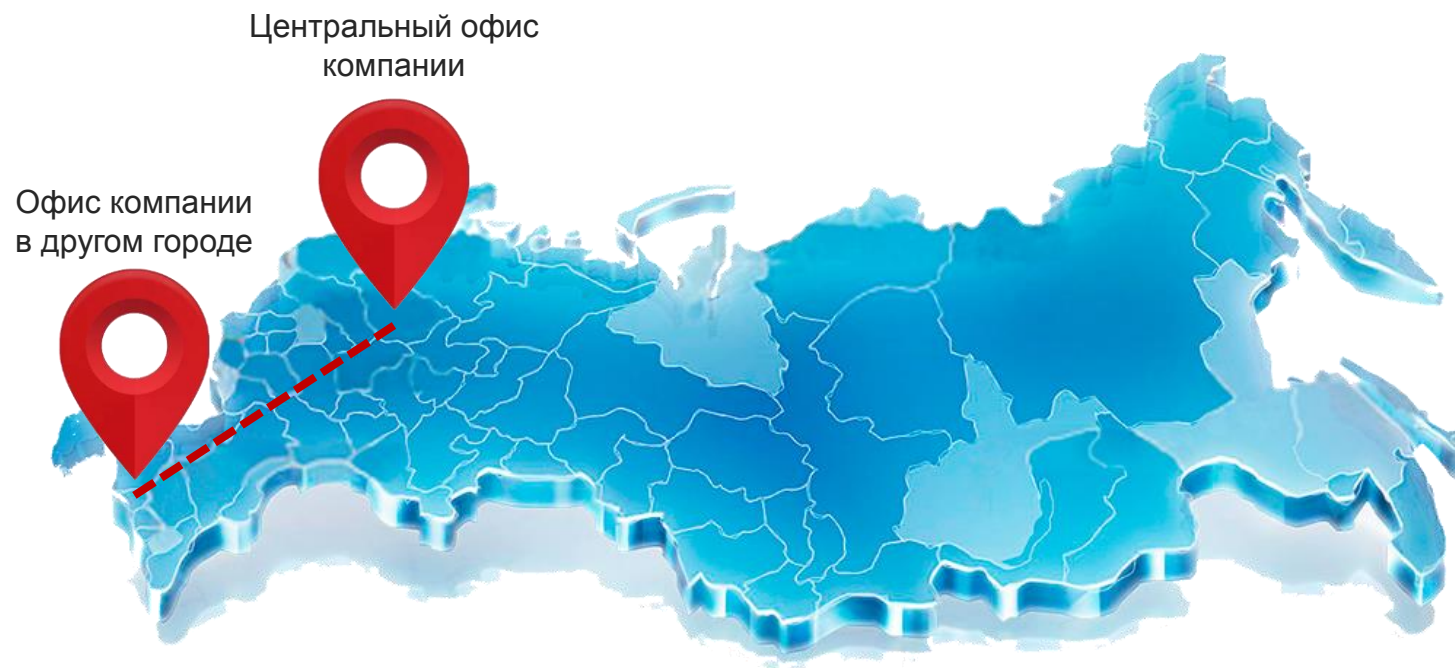 Центральный офис
компании
Офис компании
в другом городе